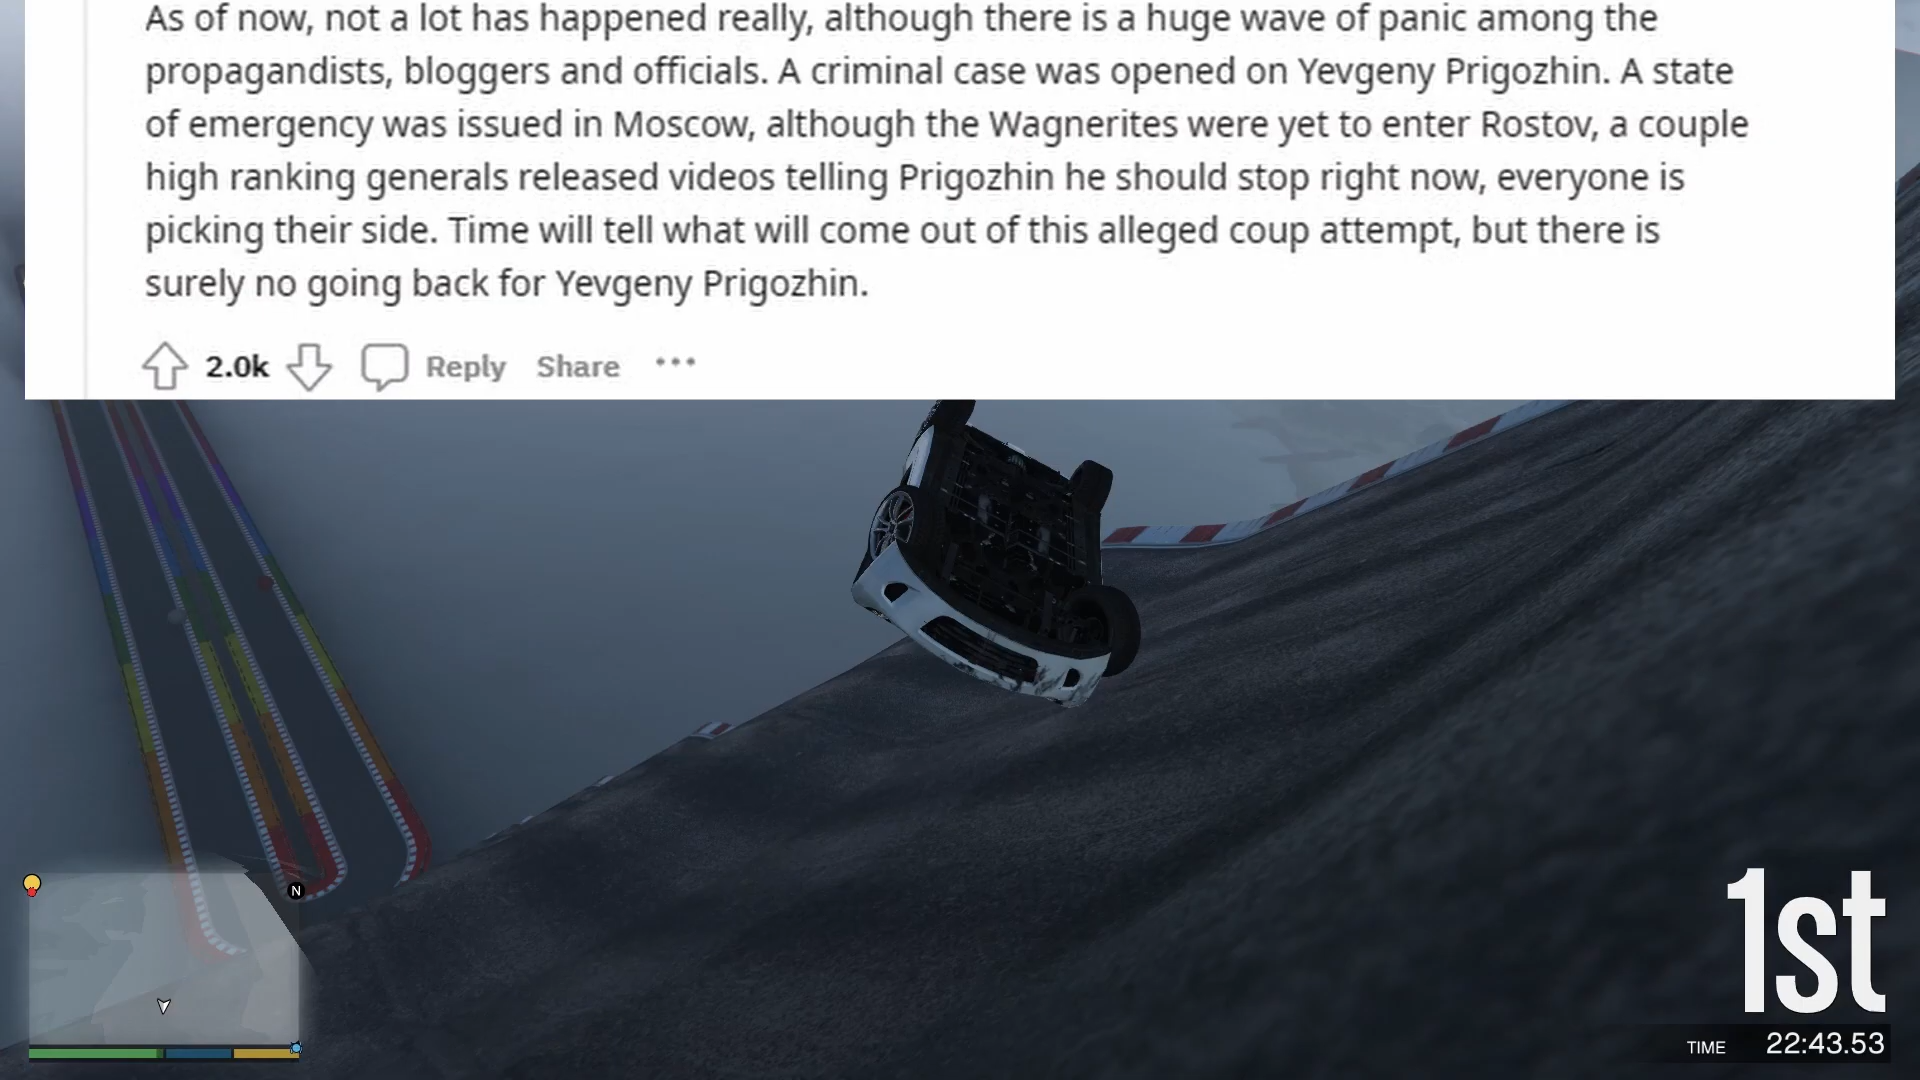 As of now, not a lot has happened really, although there is a huge wave of panic among the
propagandists, bloggers and officials. A criminal case was opened on Yevgeny Prigozhin. A state
of emergency was issued in Moscow, although the Wagnerites were yet to enter Rostov, a couple
high ranking generals released videos telling Prigozhin he should stop right now, everyone is
picking their side. Time will tell what will come out of this alleged coup attempt, but there is
surely no going back for Yevgeny Prigozhin.
2.0k Reply Share •••
N
1st
TIME 22:43.53